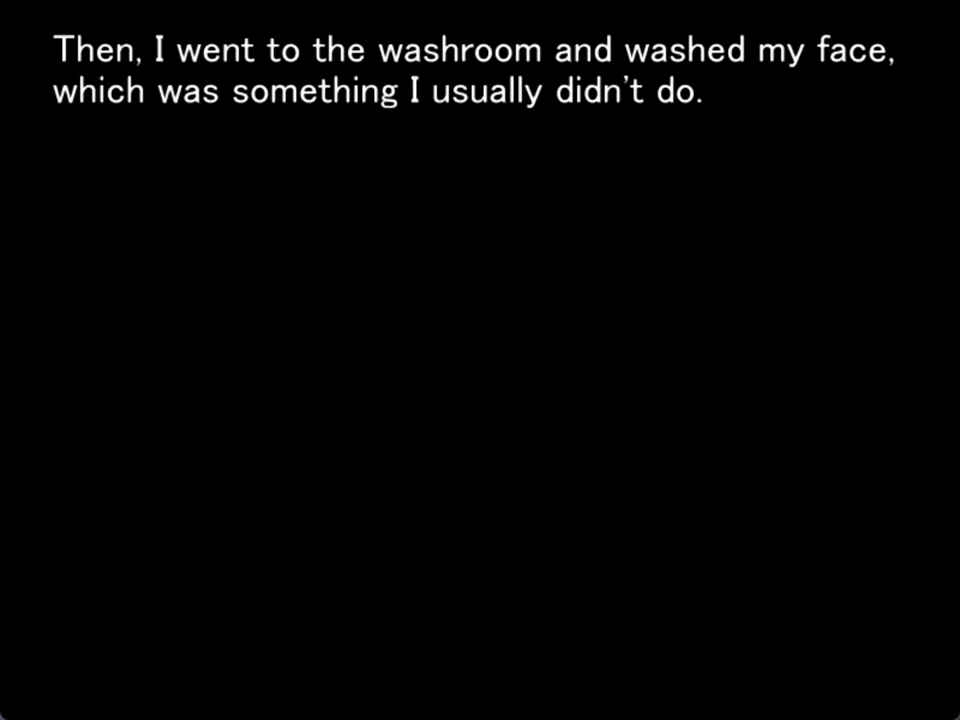 Then, I went to the washroom and washed my face,
which was something I usually didn't do.